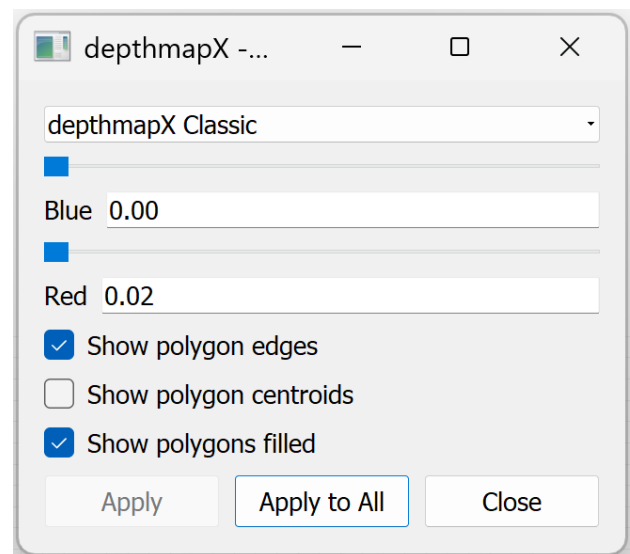 depthmapX -...
depthmapX Classic
Blue 0.00
Red 0.02
Show polygon edges
Show polygon centroids
Show polygons filled
Apply Apply to All Close